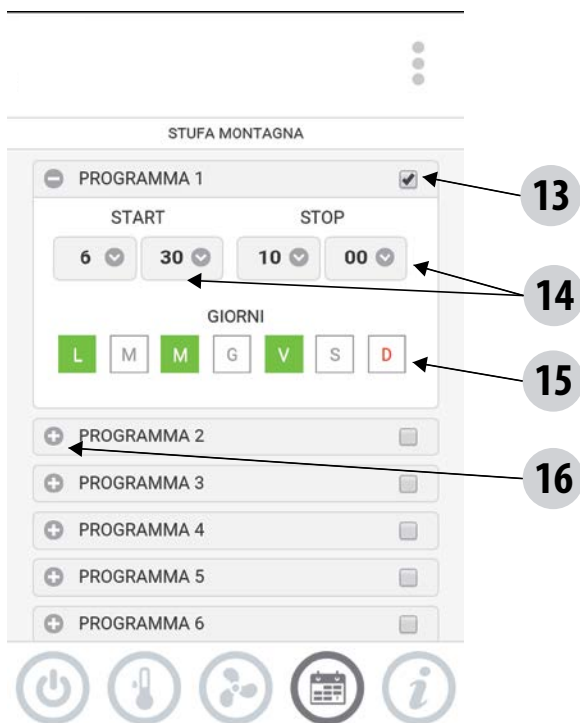 STUFA MONTAGNA
PROGRAMMA 1
13
START STOP
6 30 10 00
14
GIORNI
L M M G V S D
15
PROGRAMMA 2
16
PROGRAMMA 3
PROGRAMMA 4
PROGRAMMA 5
PROGRAMMA 6
i